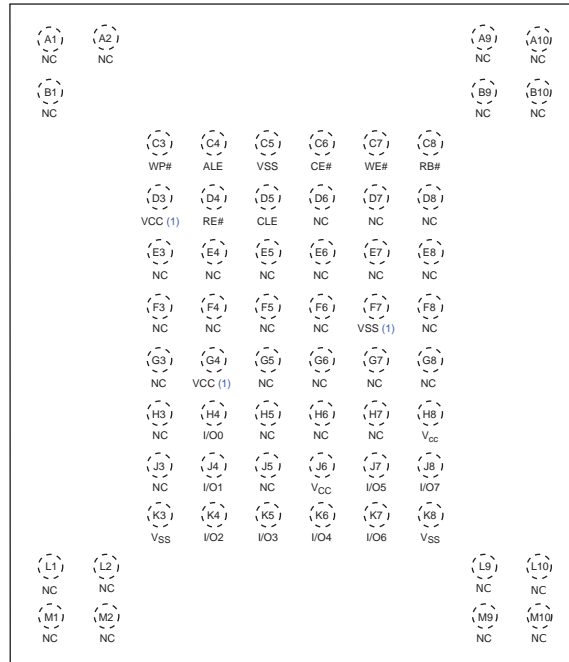 A1 A2 A9 A10
NC NC NC NC
B1 B9 B10
NC NC NC
C3 C4 C5 C6 C7 C8
WP# ALE VSS CE# WE# RB#
D3 D4 D5 D6 D7 D8
VCC (1) RE# CLE NC NC NC
E3 E4 E5 E6 E7 E8
NC NC NC NC NC NC
F3 F4 F5 F6 F7 F8
NC NC NC NC VSS (1) NC
G3 G4 G5 G6 G7 G8
NC VCC (1) NC NC NC NC
H3 H4 H5 H6 H7 H8
NC I/O0 NC NC NC Vcc
J3 J4 J5 J6 J7 J8
NC I/O1 NC VCC I/O5 I/O7
K3 K4 K5 K6 K7 K8
VSS I/O2 I/O3 I/O4 I/O6 VSS
L1 L2 L9 L10
NC NC NC NC
M1 M2 M9 M10
NC NC NC NC